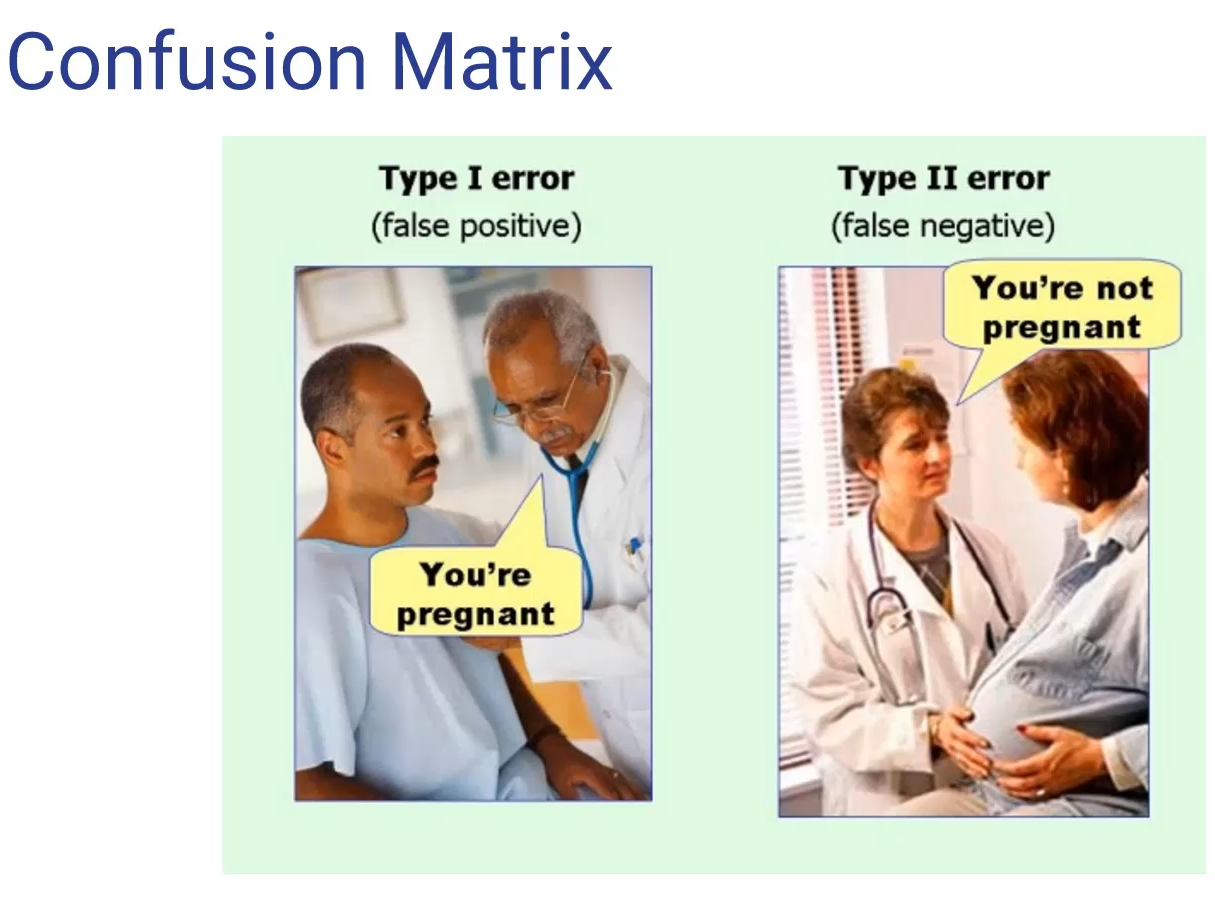 Confusion Matrix
Type I error
(false positive)
You're
pregnant
Type II error
(false negative)
You're not
pregnant